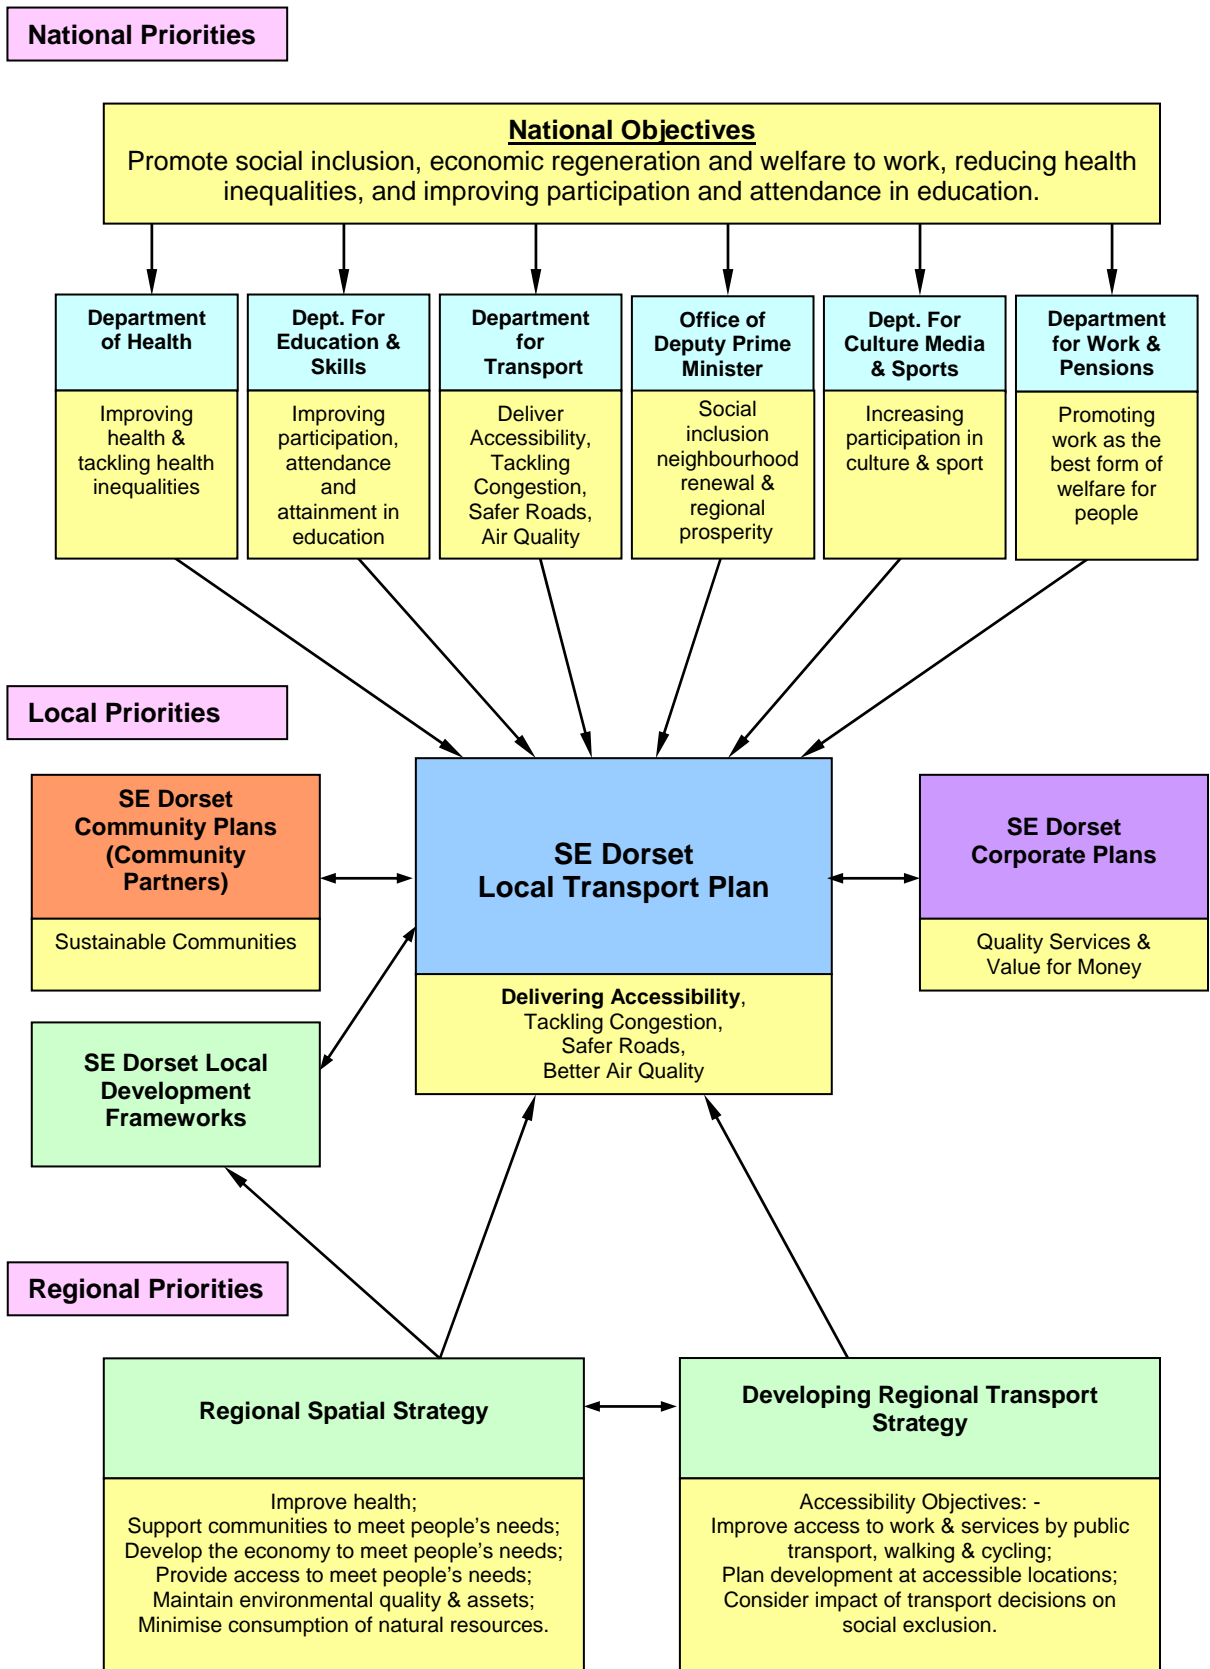 National Priorities
National Objectives
Promote social inclusion, economic regeneration and welfare to work, reducing health
inequalities, and improving participation and attendance in education.
Department
of Health
Improving
health &
tackling health
inequalities
Dept. For
Education &
Skills
Improving
participation,
attendance
and
attainment in
education
Department
for
Transport
Deliver
Accessibility,
Tackling
Congestion,
Safer Roads,
Air Quality
Office of
Deputy Prime
Minister
Social
inclusion
neighbourhood
renewal &
regional
prosperity
Dept. For
Culture Media
& Sports
Increasing
participation in
culture & sport
Department
for Work &
Pensions
Promoting
work as the
best form of
welfare for
people
Local Priorities
SE Dorset
Community Plans
(Community
Partners)
Sustainable Communities
SE Dorset
Local Transport Plan
Delivering Accessibility,
Tackling Congestion,
Safer Roads,
Better Air Quality
SE Dorset
Corporate Plans
Quality Services &
Value for Money
SE Dorset Local
Development
Frameworks
Regional Priorities
Regional Spatial Strategy
Improve health;
Support communities to meet people’s needs;
Develop the economy to meet people’s needs;
Provide access to meet people’s needs;
Maintain environmental quality & assets;
Minimise consumption of natural resources.
Developing Regional Transport
Strategy
Accessibility Objectives: -
Improve access to work & services by public
transport, walking & cycling;
Plan development at accessible locations;
Consider impact of transport decisions on
social exclusion.